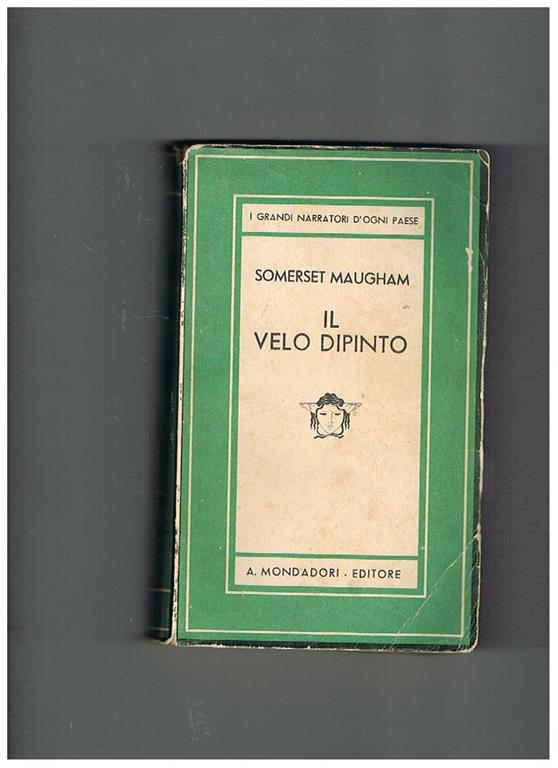 I GRANDI NARRATORI D'OGNI PAESE
SOMERSET MAUGHAM
IL
VELO DIPINTO
A. MONDADORI - EDITORE